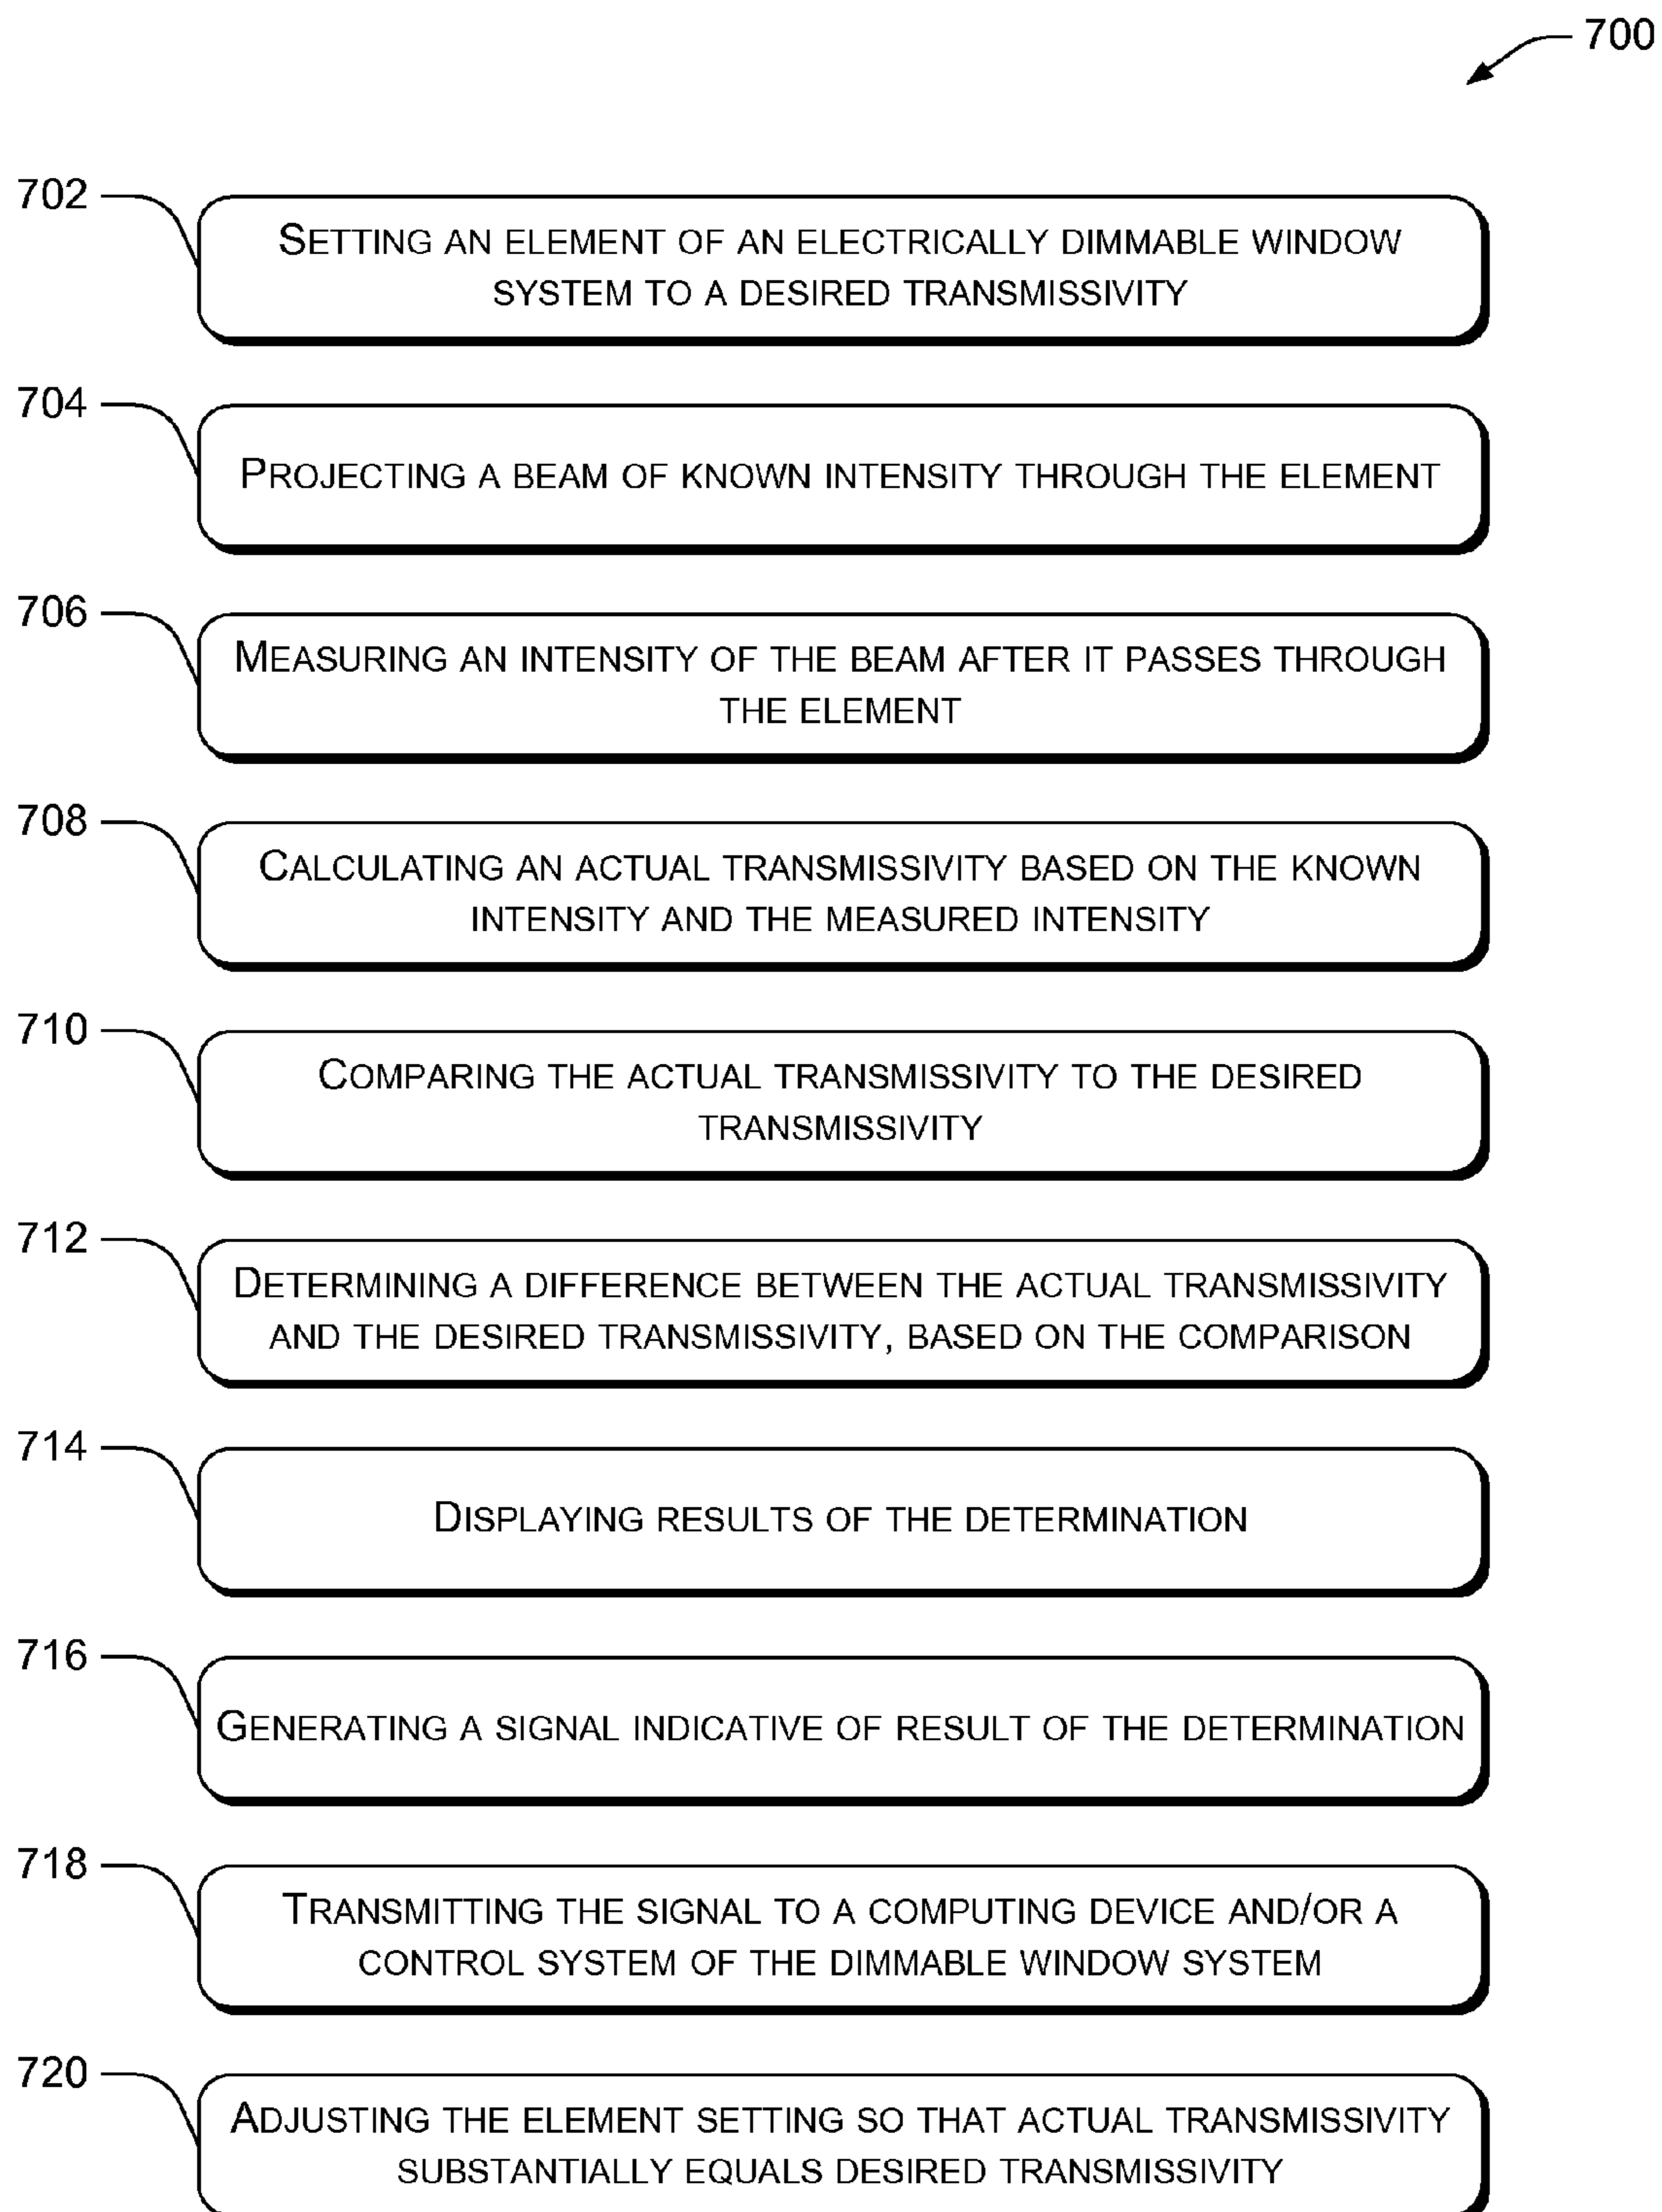 700
702
SETTING AN ELEMENT OF AN ELECTRICALLY DIMMABLE WINDOW
SYSTEM TO A DESIRED TRANSMISSIVITY
704
PROJECTING A BEAM OF KNOWN INTENSITY THROUGH THE ELEMENT
706
MEASURING AN INTENSITY OF THE BEAM AFTER IT PASSES THROUGH
THE ELEMENT
708
CALCULATING AN ACTUAL TRANSMISSIVITY BASED ON THE KNOWN
INTENSITY AND THE MEASURED INTENSITY
710
COMPARING THE ACTUAL TRANSMISSIVITY TO THE DESIRED
TRANSMISSIVITY
712
DETERMINING A DIFFERENCE BETWEEN THE ACTUAL TRANSMISSIVITY
AND THE DESIRED TRANSMISSIVITY, BASED ON THE COMPARISON
714
DISPLAYING RESULTS OF THE DETERMINATION
716
GENERATING A SIGNAL INDICATIVE OF RESULT OF THE DETERMINATION
718
TRANSMITTING THE SIGNAL TO A COMPUTING DEVICE AND/OR A
CONTROL SYSTEM OF THE DIMMABLE WINDOW SYSTEM
720
ADJUSTING THE ELEMENT SETTING SO THAT ACTUAL TRANSMISSIVITY
SUBSTANTIALLY EQUALS DESIRED TRANSMISSIVITY